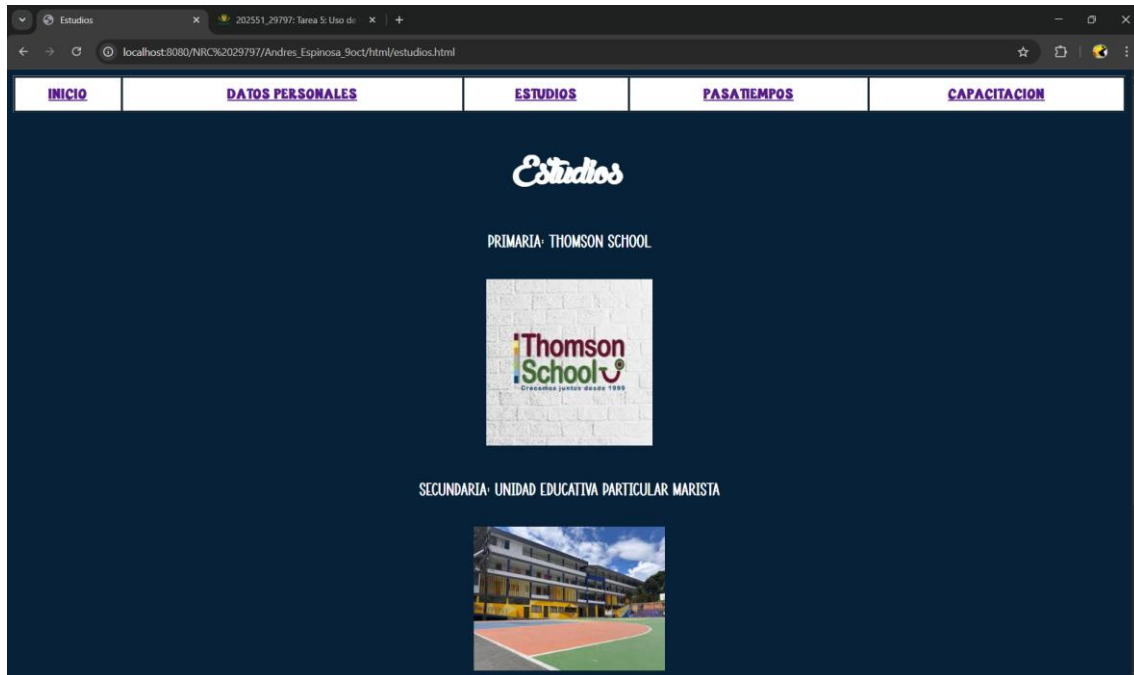 Estudios
202551_29797: Tarea 5: Uso de
localhost:8080/NRC%2029797/Andres_Espinosa_9oct/html/estudios.html
INICIO DATOS PERSONALES ESTUDIOS PASATIEMPOS CAPACITACION
Estudios
PRIMARIA: THOMSON SCHOOL
Thomson
School
Crecemos juntos desde 1999
SECUNDARIA: UNIDAD EDUCATIVA PARTICULAR MARISTA